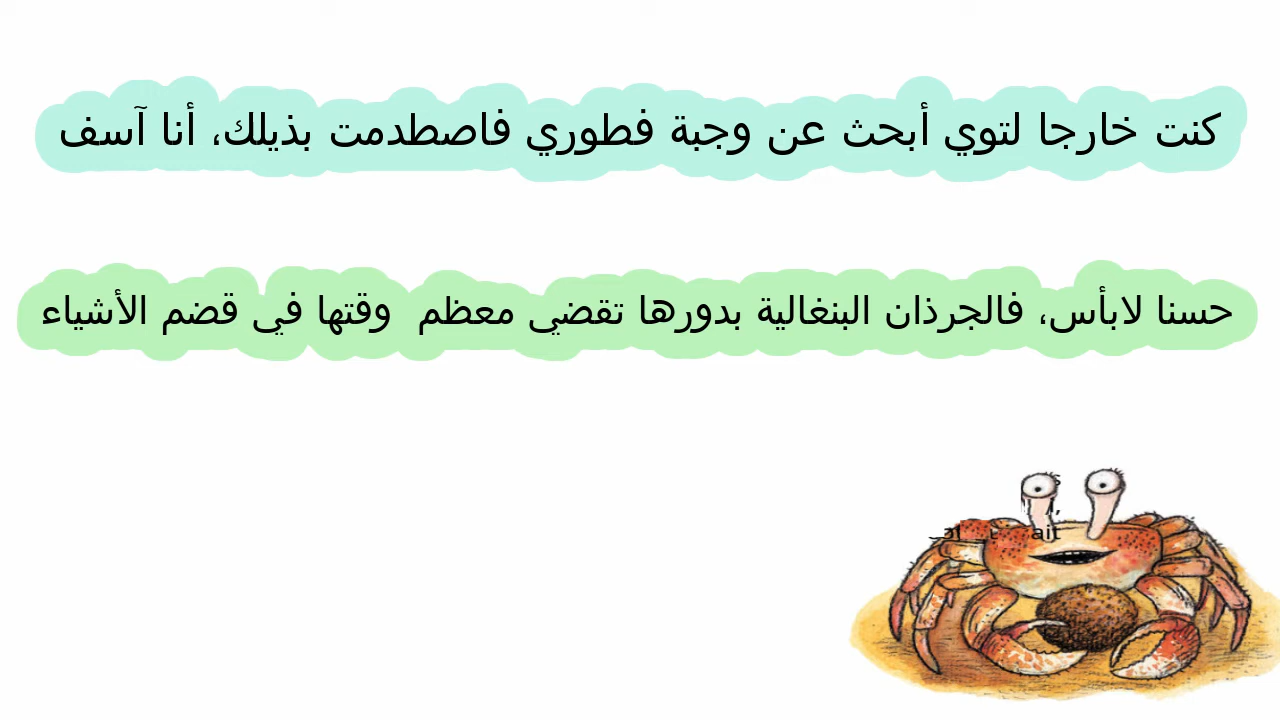 كنت خارجا لتوي أبحث عن وجبة فطوري فاصطدمت بذيلك، أنا آسف
حسنا لابأس، فالجرذان البنغالية بدورها تقضي معظم  وقتها في قضم الأشياء